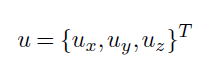 u = {u_x, u_y, u_z}^T